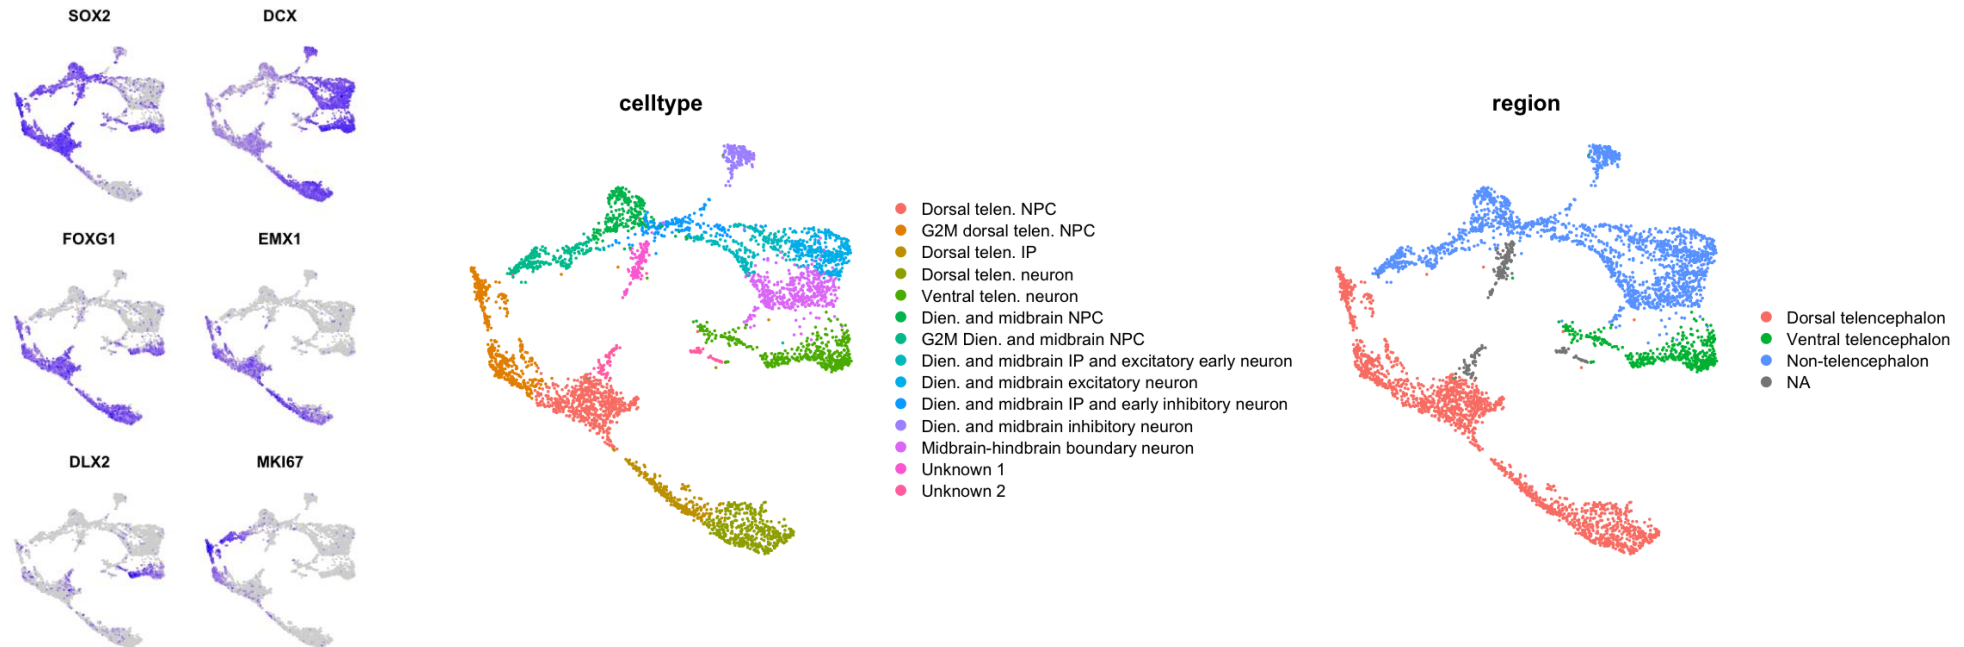 SOX2
DCX
FOXG1
EMX1
DLX2
MKI67
celltype
Dorsal telen. NPC
G2M dorsal telen. NPC
Dorsal telen. IP
Dorsal telen. neuron
Ventral telen. neuron
Dien. and midbrain NPC
G2M Dien. and midbrain NPC
Dien. and midbrain IP and excitatory early neuron
Dien. and midbrain excitatory neuron
Dien. and midbrain IP and early inhibitory neuron
Dien. and midbrain inhibitory neuron
Midbrain-hindbrain boundary neuron
Unknown 1
Unknown 2
region
Dorsal telencephalon
Ventral telencephalon
Non-telencephalon
NA